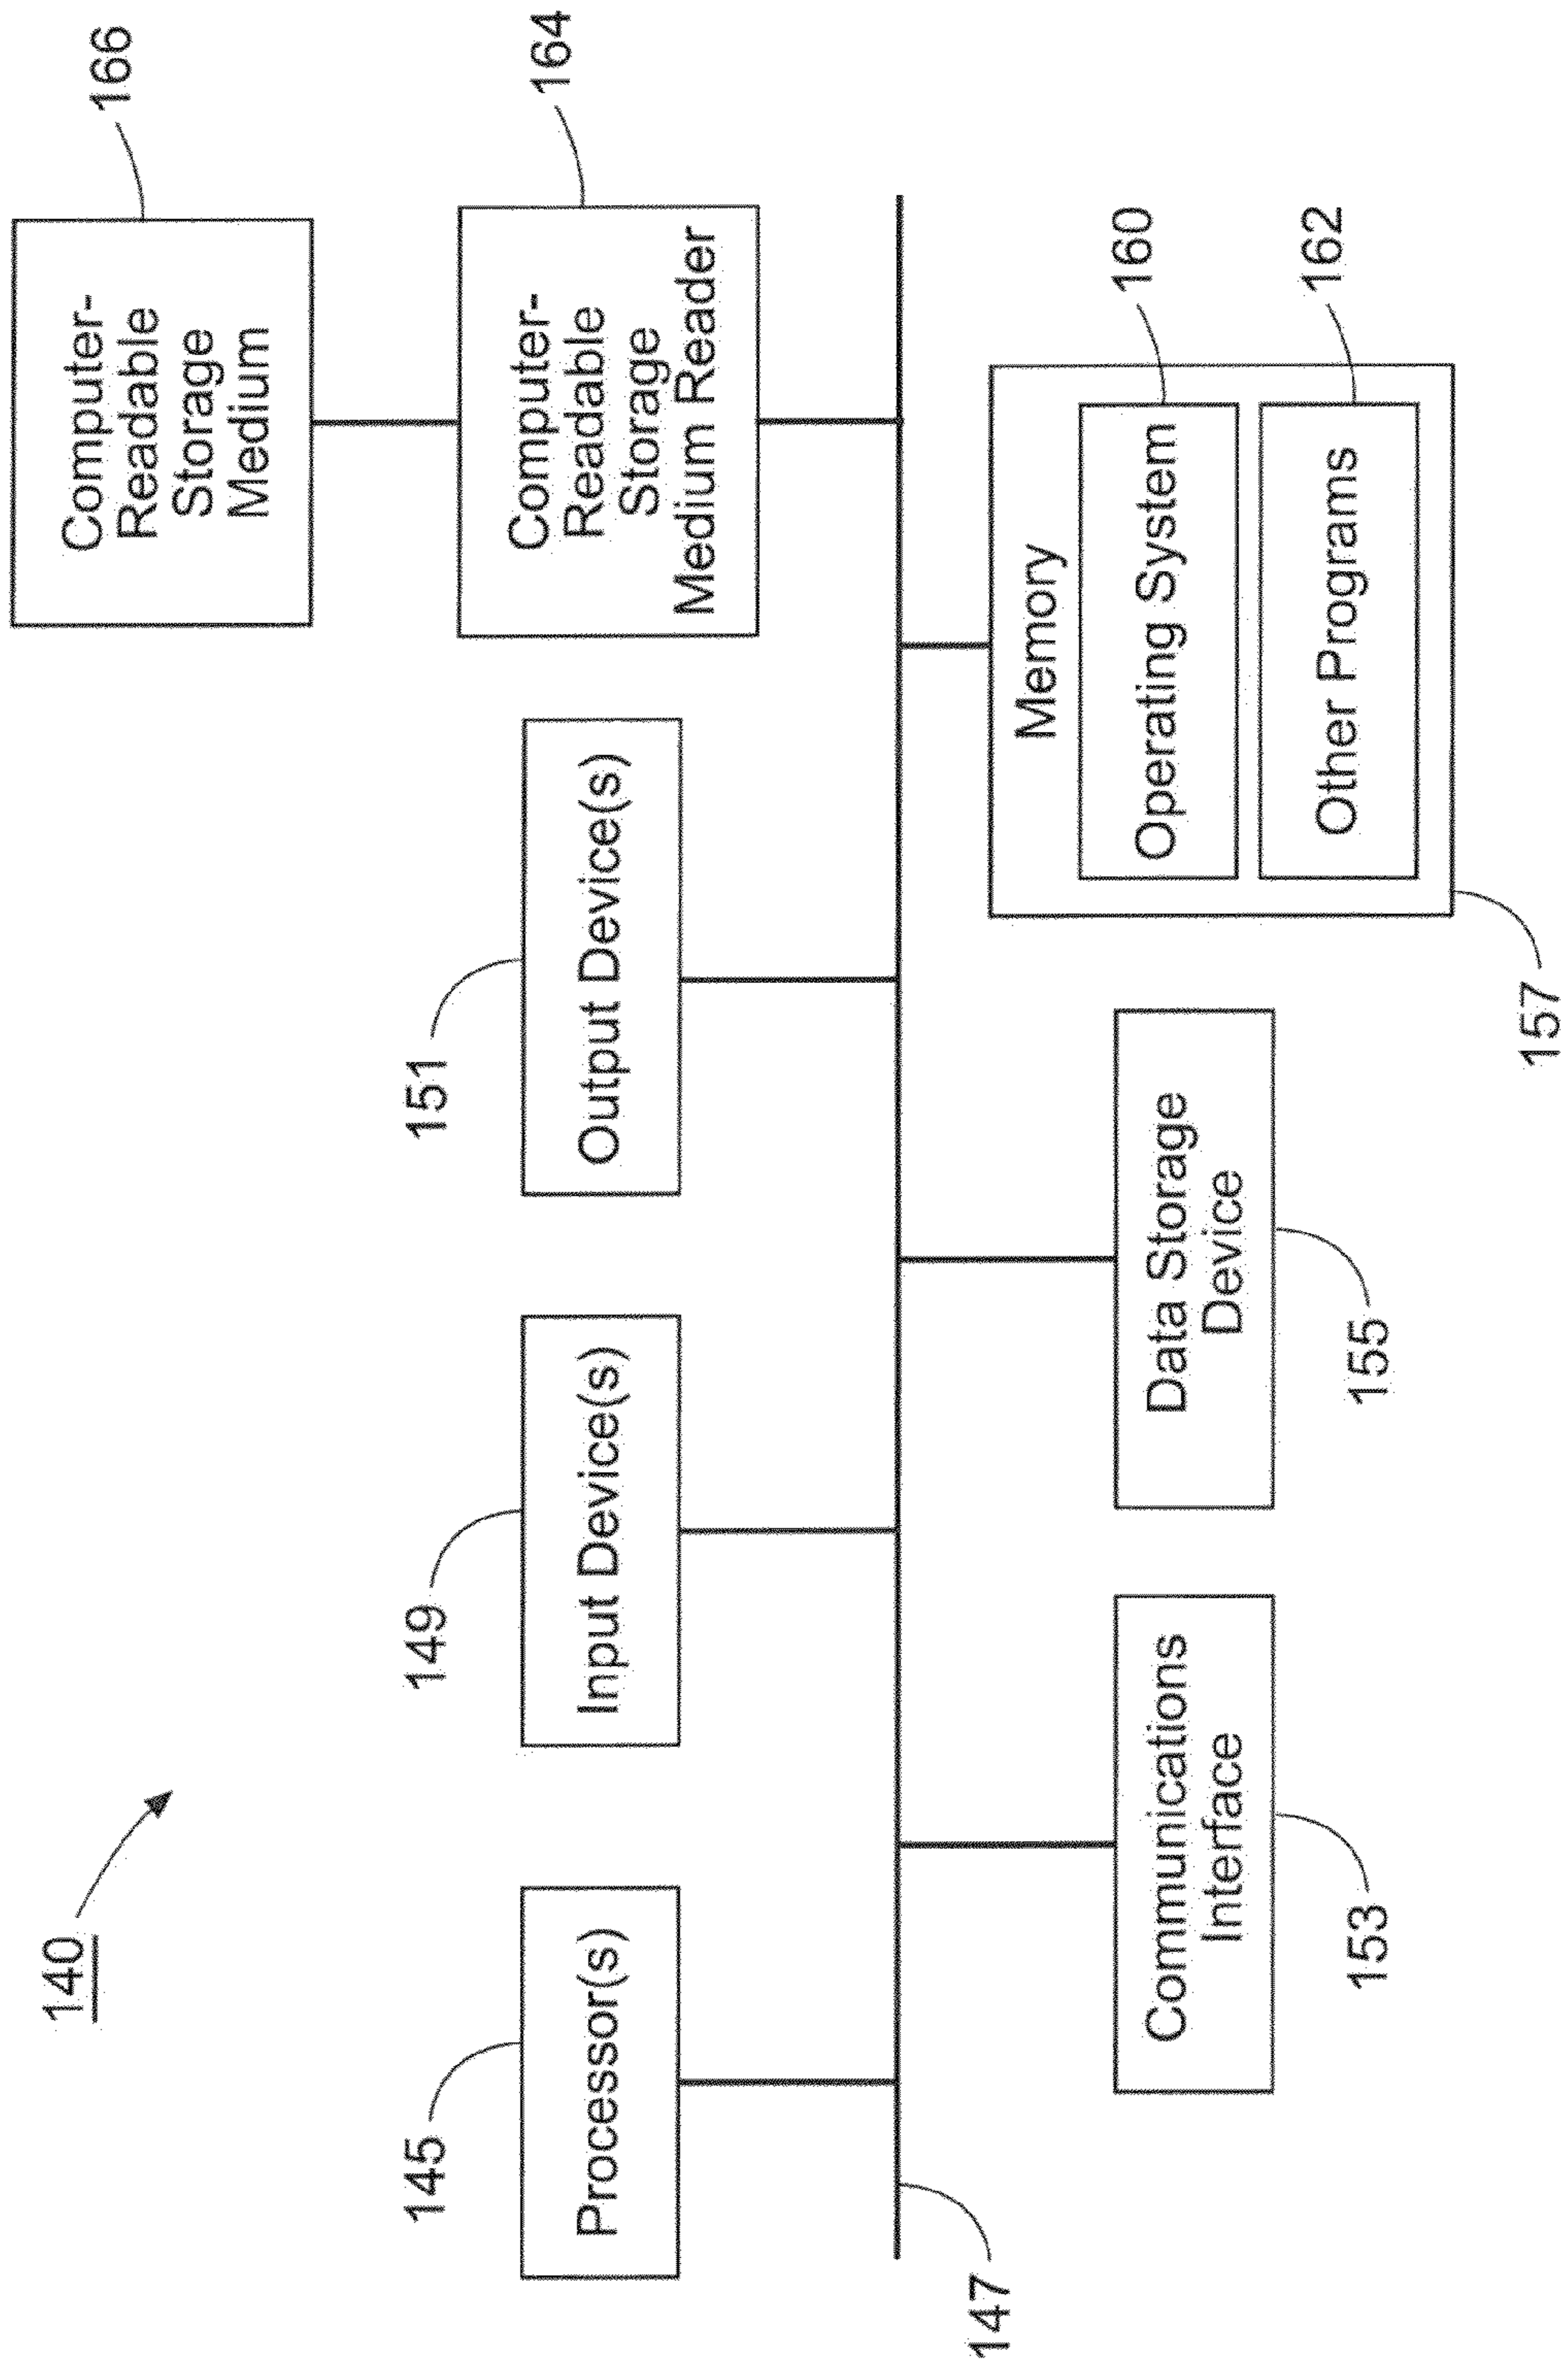 140
166
Computer-
Readable
Storage
Medium
164
Computer-
Readable
Storage
Medium Reader
145
Processor(s)
149
Input Device(s)
151
Output Device(s)
147
153
Communications
Interface
155
Data Storage
Device
157
Memory
160
Operating System
162
Other Programs